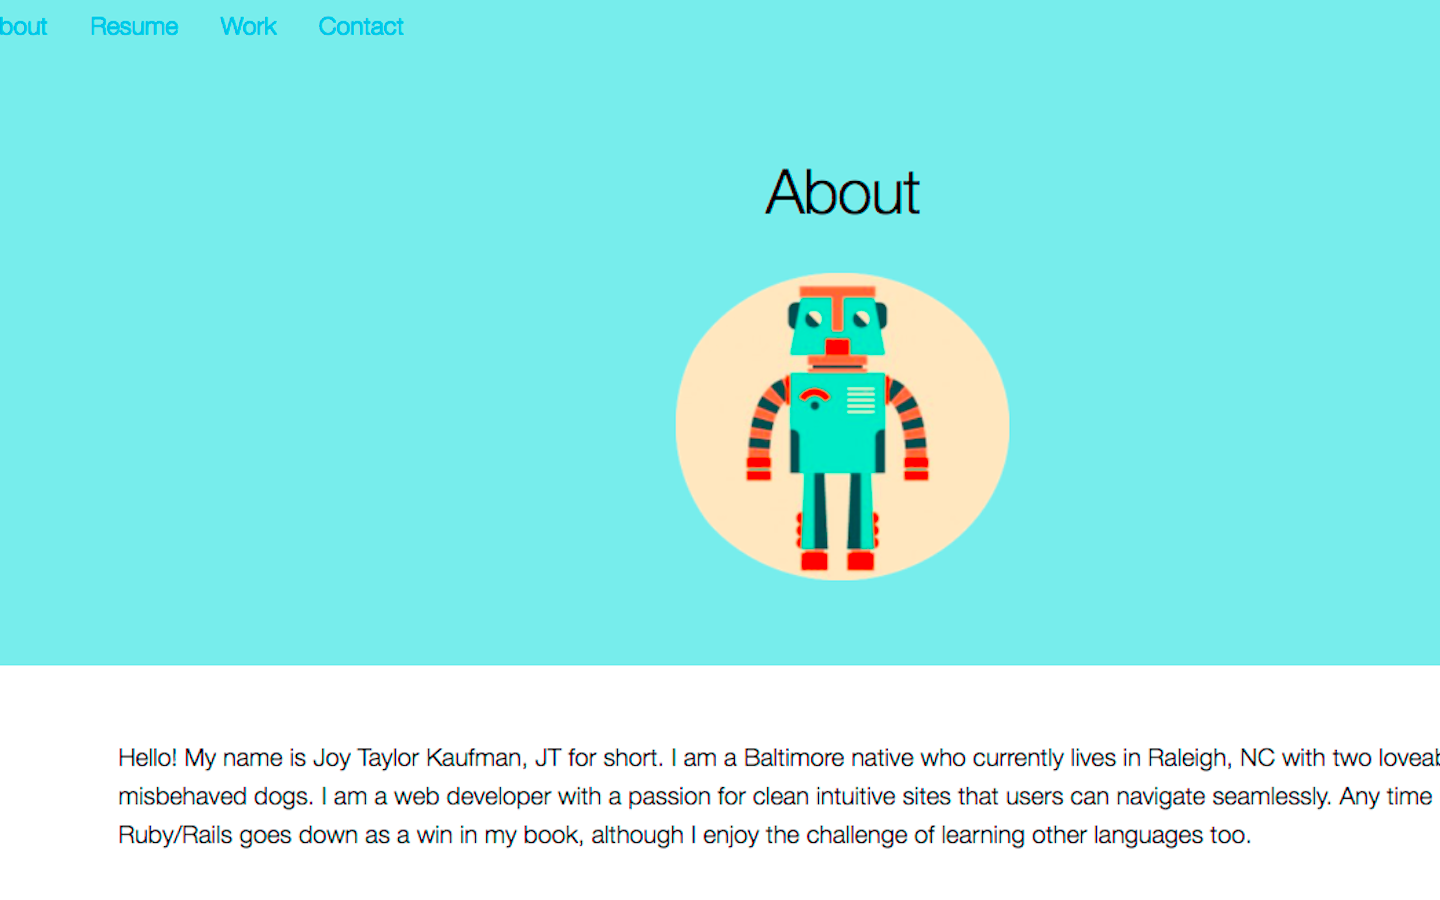 bout Resume Work Contact
About
Hello! My name is Joy Taylor Kaufman, JT for short. I am a Baltimore native who currently lives in Raleigh, NC with two loveab
misbehaved dogs. I am a web developer with a passion for clean intuitive sites that users can navigate seamlessly. Any time
Ruby/Rails goes down as a win in my book, although I enjoy the challenge of learning other languages too.